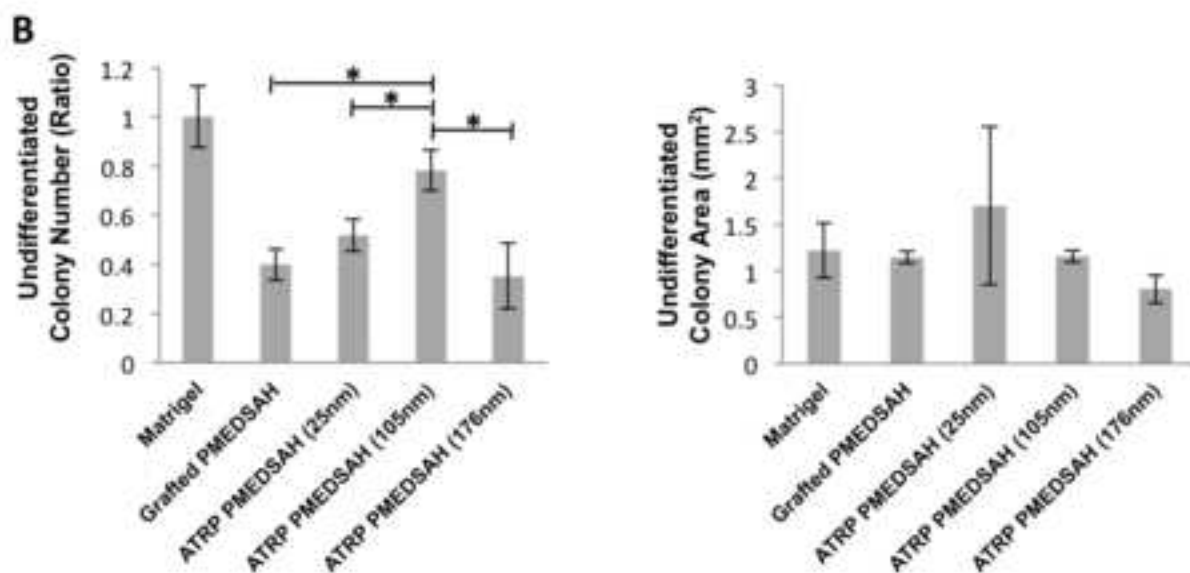 B
Undifferentiated
Colony Number (Ratio)
1.2
1
0.8
0.6
0.4
0.2
0
*
*
*
Matrigel
Grafted PMEDSAH
ATRP PMEDSAH (25nm)
ATRP PMEDSAH (105nm)
ATRP PMEDSAH (176nm)
Undifferentiated
Colony Area (mm²)
3
2.5
2
1.5
1
0.5
0
Matrigel
Grafted PMEDSAH
ATRP PMEDSAH (25nm)
ATRP PMEDSAH (105nm)
ATRP PMEDSAH (176nm)